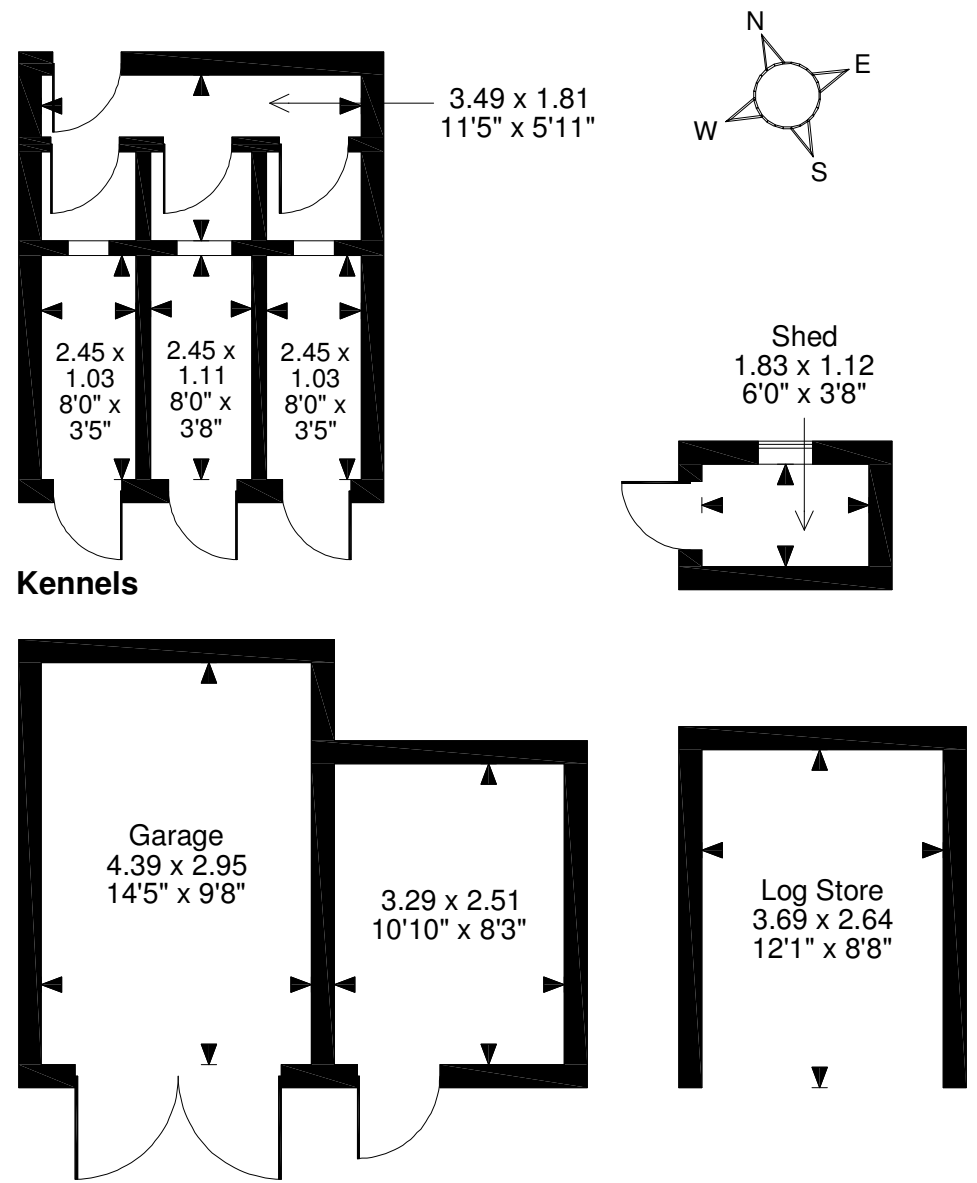 N
E
W
S
3.49 x 1.81
11'5" x 5'11"
2.45 x
1.03
8'0" x
3'5"
2.45 x
1.11
8'0" x
3'8"
2.45 x
1.03
8'0" x
3'5"
Kennels
Shed
1.83 x 1.12
6'0" x 3'8"
Garage
4.39 x 2.95
14'5" x 9'8"
3.29 x 2.51
10'10" x 8'3"
Log Store
3.69 x 2.64
12'1" x 8'8"